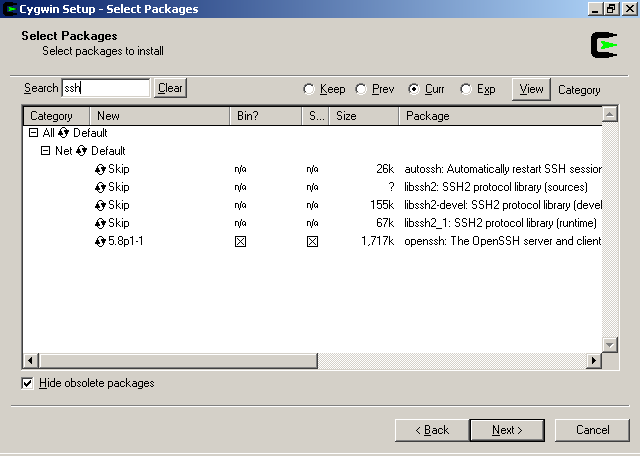 Cygwin Setup - Select Packages
Select Packages
Select packages to install
Search ssh Clear Keep Prev Curr Exp View Category
Category New Bin? S... Size Package
All Default
Net Default
Skip n/a n/a 26k autossh: Automatically restart SSH session
Skip n/a n/a ? libssh2: SSH2 protocol library (sources)
Skip n/a n/a 155k libssh2-devel: SSH2 protocol library (deve
Skip n/a n/a 67k libssh2_1: SSH2 protocol library (runtime)
5.8p1-1 1,717k openssh: The OpenSSH server and client
Hide obsolete packages
< Back Next > Cancel